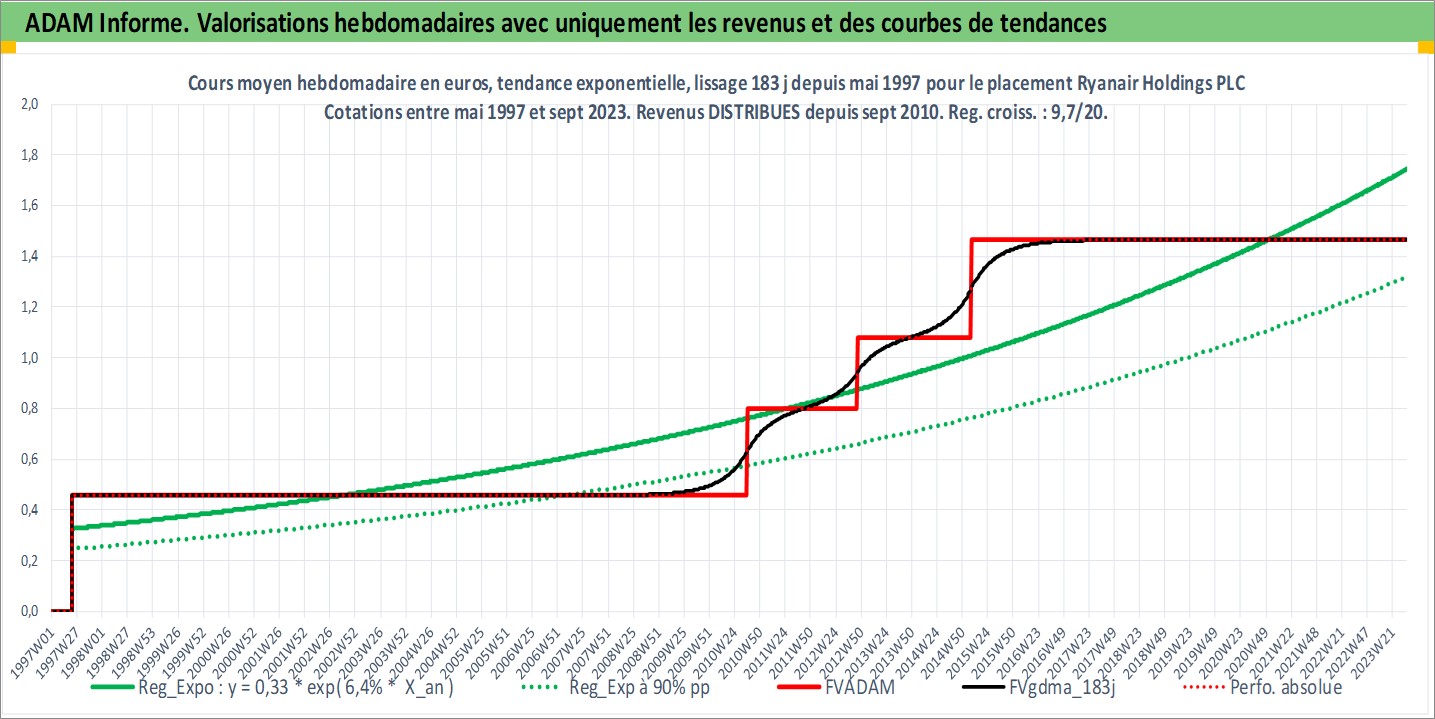 ADAM Informe. Valorisations hebdomadaires avec uniquement les revenus et des courbes de tendances
Cours moyen hebdomadaire en euros, tendance exponentielle, lissage 183 j depuis mai 1997 pour le placement Ryanair Holdings PLC
Cotations entre mai 1997 et sept 2023. Revenus DISTRIBUES depuis sept 2010. Reg. croiss. : 9,7/20.
2,0
1,8
1,6
1,4
1,2
1,0
0,8
0,6
0,4
0,2
0,0
1997W01 1997W27 1998W01 1998W27 1998W53 1999W26 1999W52 2000W26 2000W52 2001W26 2001W52 2002W26 2002W52 2003W26 2003W52 2004W26 2004W52 2005W25 2005W51 2006W25 2006W51 2007W25 2007W51 2008W25 2008W51 2009W25 2009W51 2010W24 2010W50 2011W24 2011W50 2012W24 2012W50 2013W24 2013W50 2014W24 2014W50 2015W24 2015W50 2016W23 2016W49 2017W23 2017W49 2018W23 2018W49 2019W23 2019W49 2020W23 2020W49 2021W22 2021W48 2022W21 2022W47 2023W21
Reg_Expo : y = 0,33 * exp( 6,4% * X_an )
Reg_Exp à 90% pp
FVADAM
FVgdma_183j
Perfo. absolue